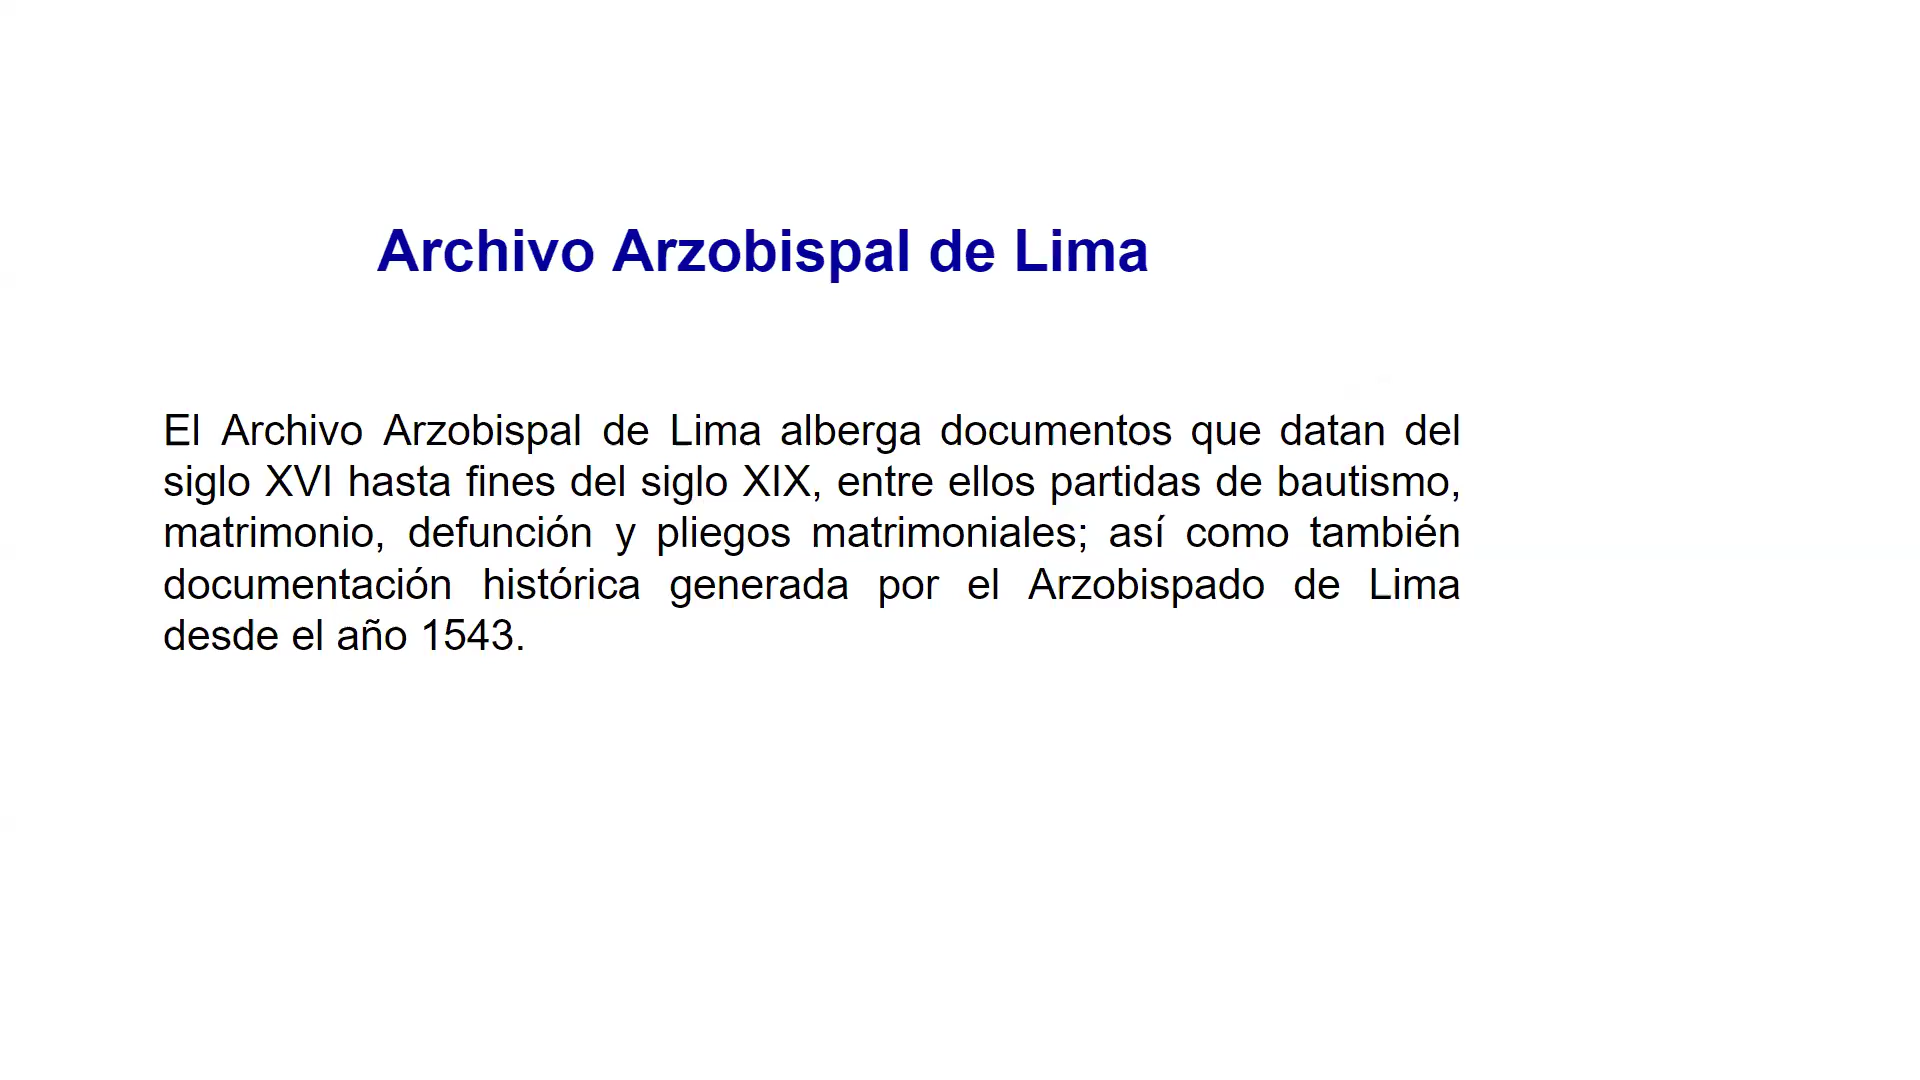 Archivo Arzobispal de Lima
El Archivo Arzobispal de Lima alberga documentos que datan del
siglo XVI hasta fines del siglo XIX, entre ellos partidas de bautismo,
matrimonio, defunción y pliegos matrimoniales; así como también
documentación histórica generada por el Arzobispado de Lima
desde el año 1543.